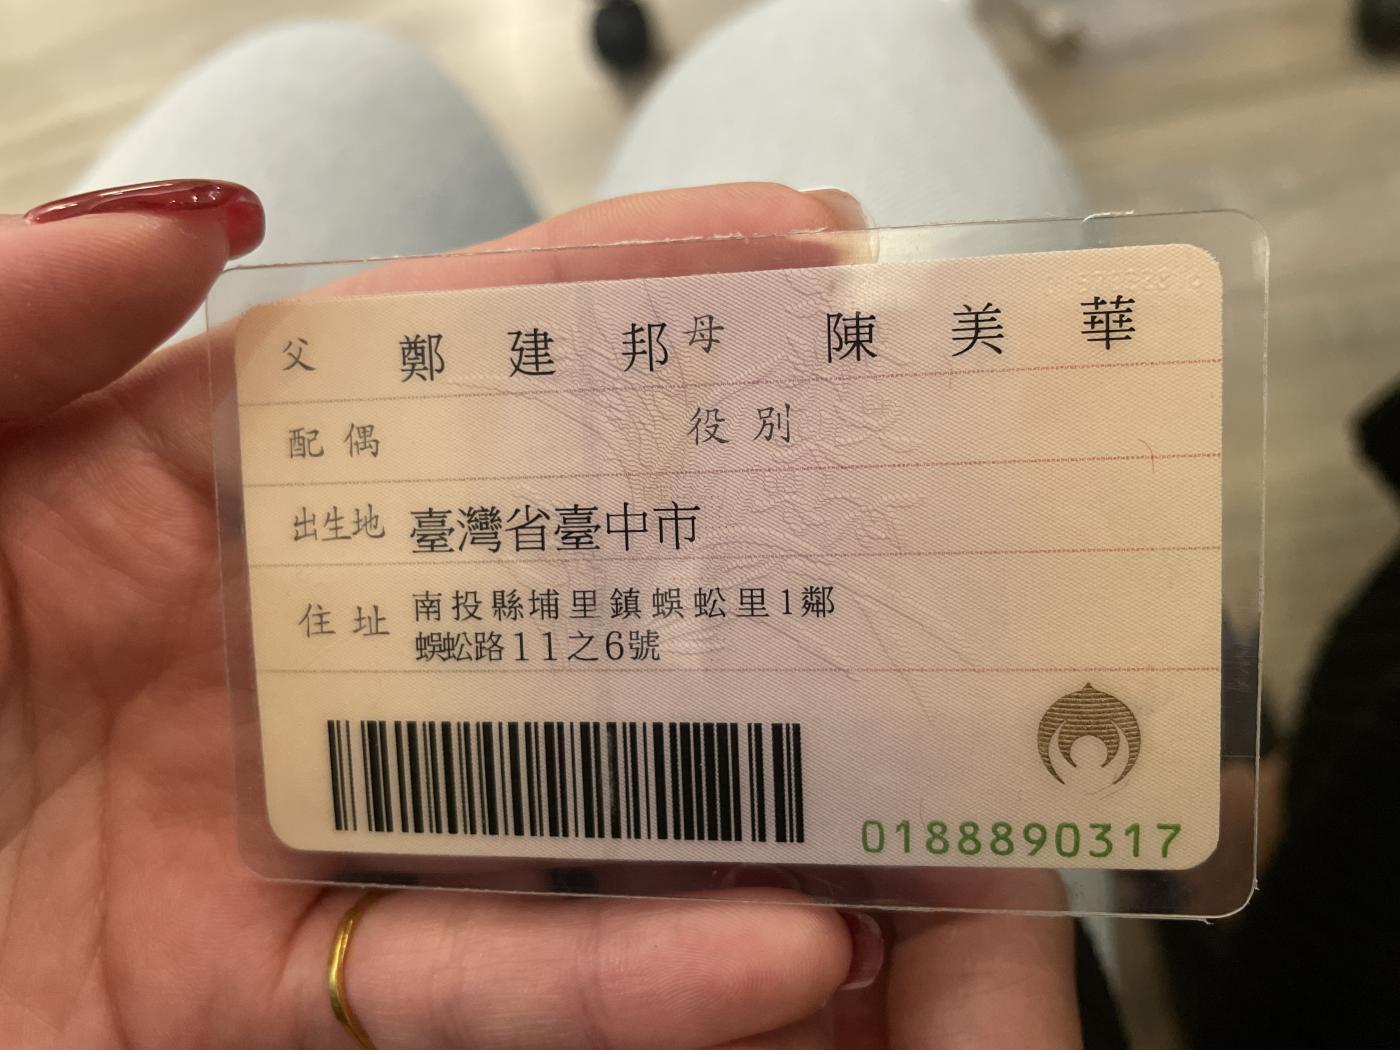 父 鄭建邦 母 陳美華
配偶 役別
出生地 臺灣省臺中市
住址 南投縣埔里鎮蜈蚣里1鄰
蜈蚣路11之6號
0188890317